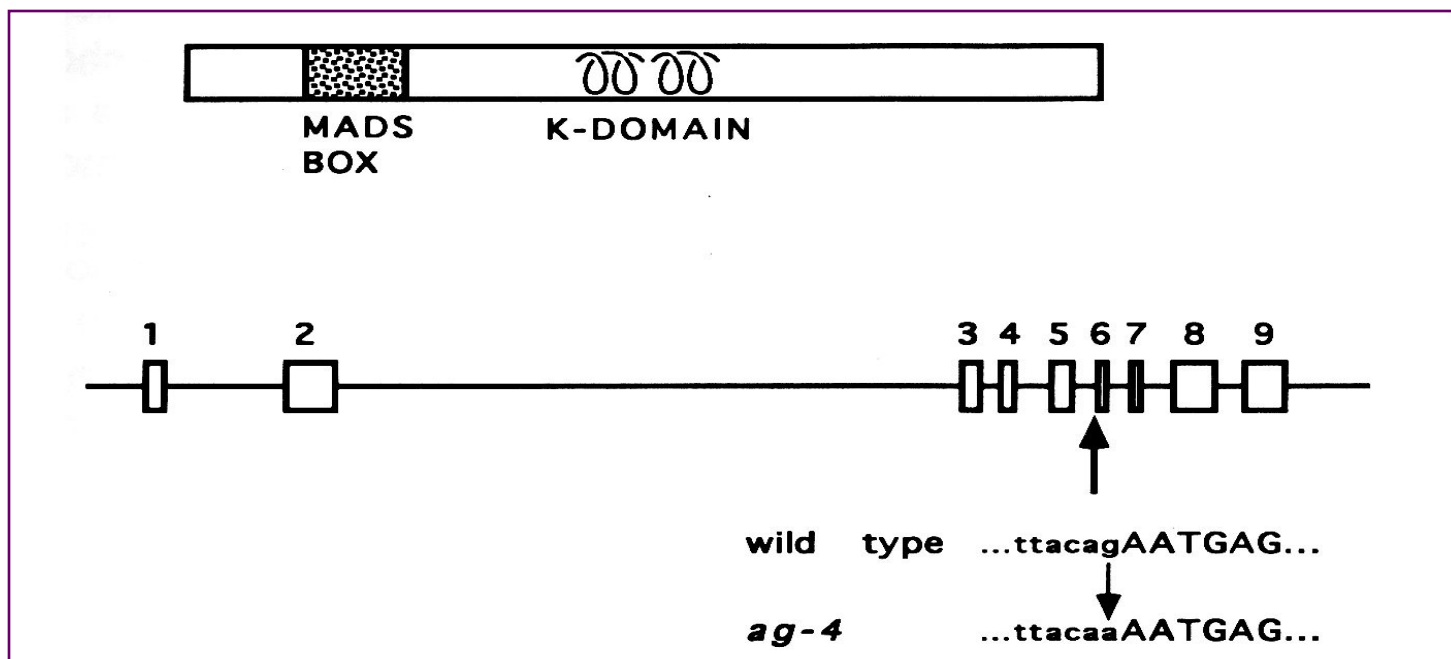 MADS
BOX
K-DOMAIN
1 2 3 4 5 6 7 8 9
wild type ...ttacagAATGAG...
ag-4 ...ttacaaAATGAG...